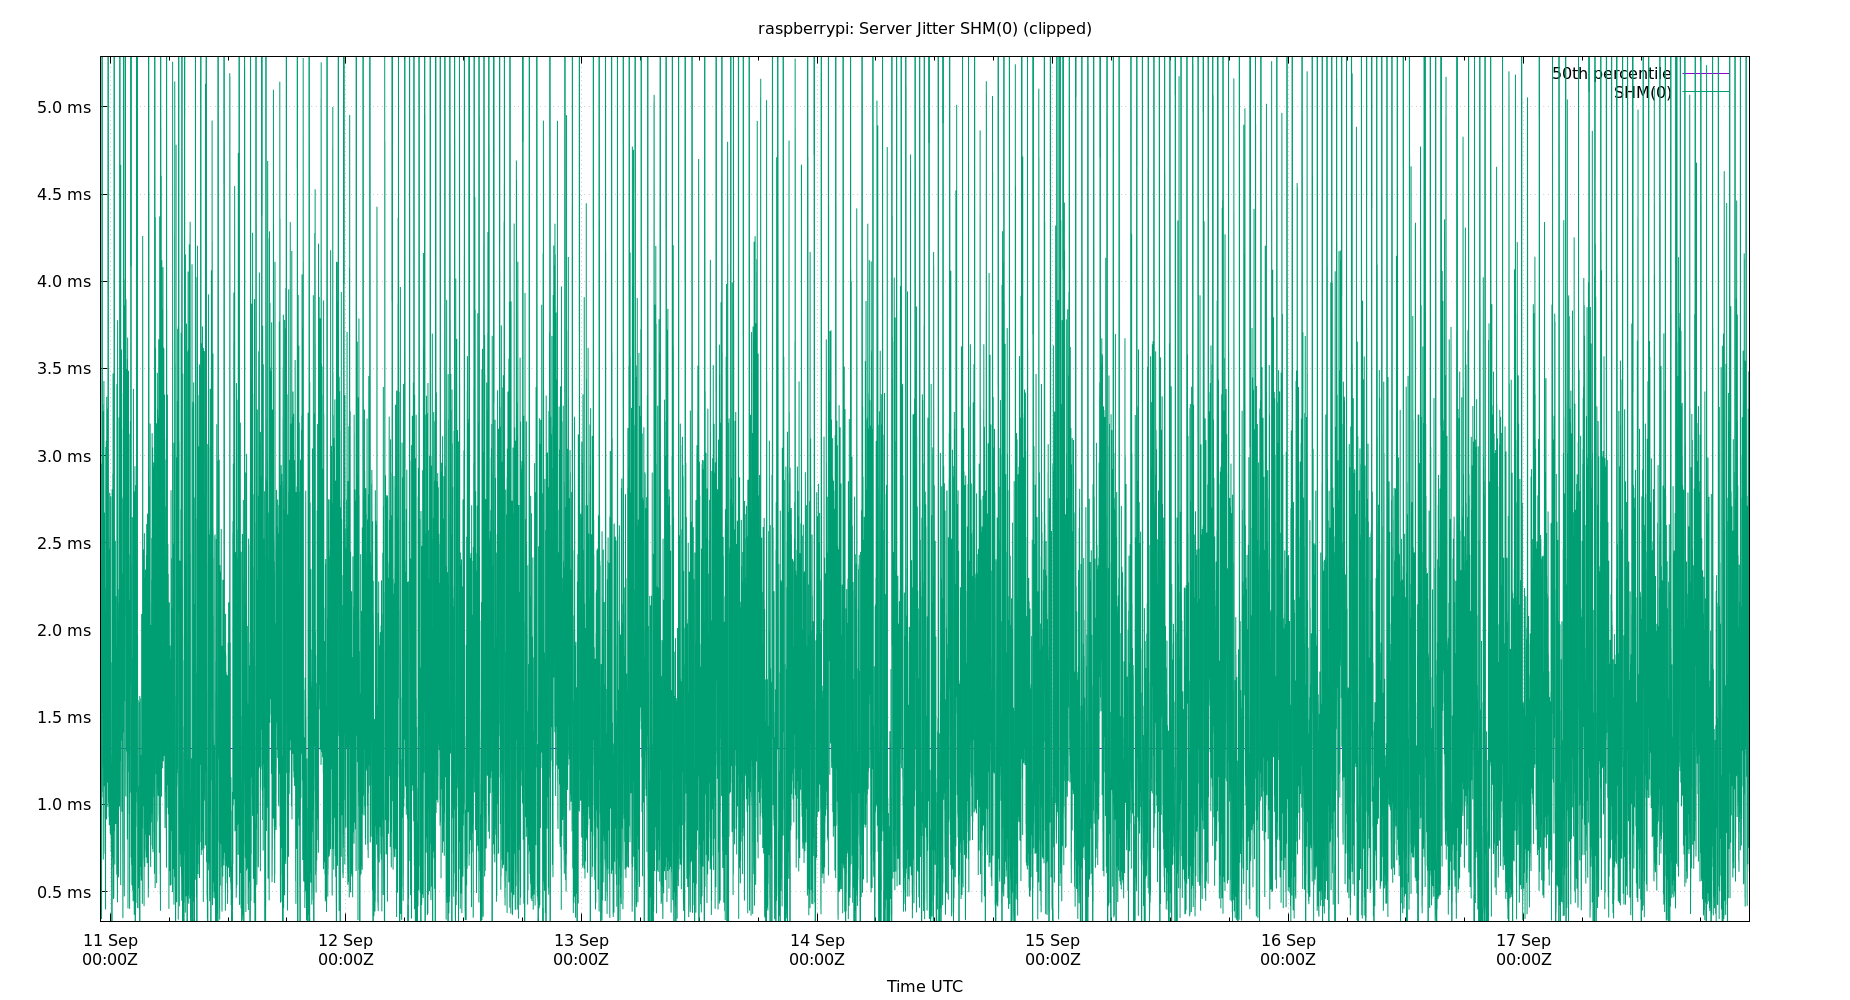 raspberrypi: Server Jitter SHM(0) (clipped)
50th percentile
SHM(0)
5.0 ms
4.5 ms
4.0 ms
3.5 ms
3.0 ms
2.5 ms
2.0 ms
1.5 ms
1.0 ms
0.5 ms
11 Sep 12 Sep 13 Sep 14 Sep 15 Sep 16 Sep 17 Sep
00:00Z 00:00Z 00:00Z 00:00Z 00:00Z 00:00Z 00:00Z
Time UTC